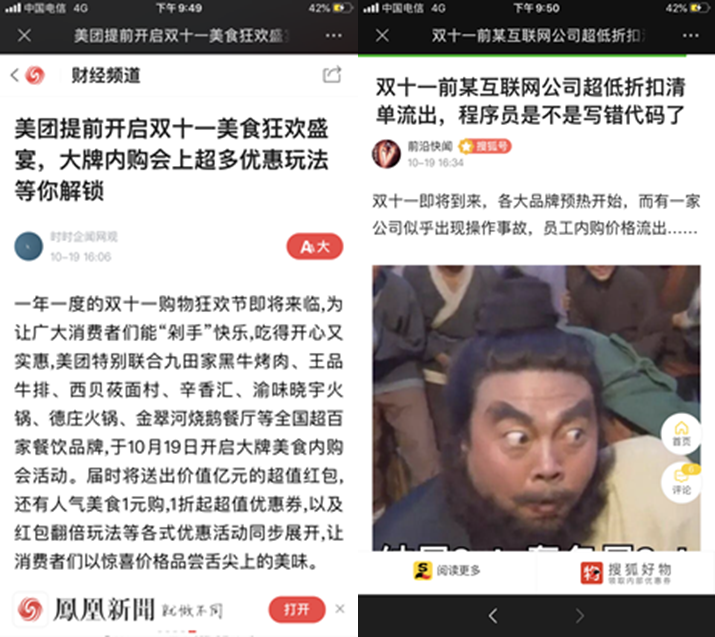 中国电信 4G 下午9:49 42%
美团提前开启双十一美食狂欢盛
财经频道
美团提前开启双十一美食狂欢盛
宴，大牌内购会上超多优惠玩法
等你解锁
时时企闻网观
10-19 16:06
A 大
一年一度的双十一购物狂欢节即将来临,为
让广大消费者们能“剁手”快乐,吃得开心又
实惠,美团特别联合九田家黑牛烤肉、王品
牛排、西贝莜面村、辛香汇、渝味晓宇火
锅、德庄火锅、金翠河烧鹅餐厅等全国超百
家餐饮品牌,于10月19日开启大牌美食内购
会活动。届时将送出价值亿元的超值红包,
还有人气美食1元购,1折起超值优惠券,以及
红包翻倍玩法等各式优惠活动同步展开,让
消费者们以惊喜价格品尝舌尖上的美味。
鳳凰新聞 就做不同 打开
中国电信 4G 下午9:50 42%
双十一前某互联网公司超低折扣
双十一前某互联网公司超低折扣清
单流出，程序员是不是写错代码了
前沿快闻 搜狐号
10-19 16:34
双十一即将到来，各大品牌预热开始，而有一家
公司似乎出现操作事故，员工内购价格流出……
首页
6
评论
阅读更多
物 搜狐好物
领取内部优惠券